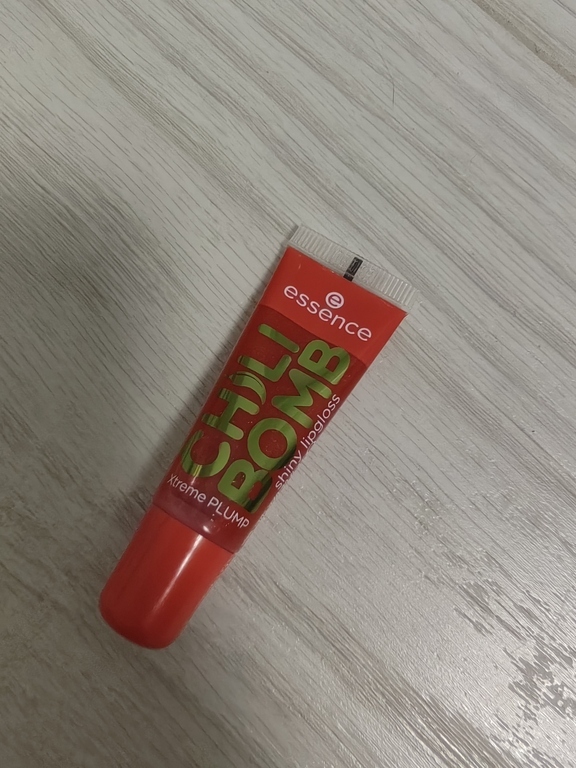 essence
CHILI
BOMB
shiny lipgloss
Xtreme PLUMP